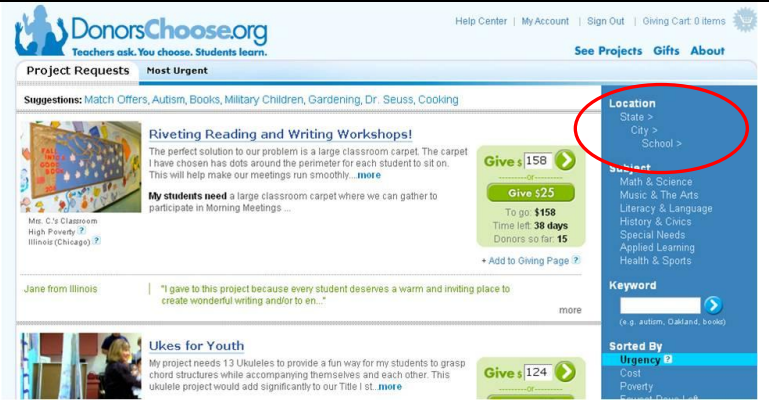 DonorsChoose.org
Teachers ask. You choose. Students learn.
Help Center | My Account | Sign Out | Giving Cart: 0 items
See Projects Gifts About
Project Requests Most Urgent
Suggestions: Match Offers, Autism, Books, Military Children, Gardening, Dr. Seuss, Cooking
Riveting Reading and Writing Workshops!
The perfect solution to our problem is a large classroom carpet. The carpet
I have chosen has dots around the perimeter for each student to sit on.
This will help make our meetings run smoothly...more
My students need a large classroom carpet where we can gather to
participate in Morning Meetings ...
Mrs. C.'s Classroom
High Poverty ?
Illinois (Chicago) ?
Give $ 158
or
Give $25
To go: $158
Time left: 38 days
Donors so far: 15
+ Add to Giving Page ?
Jane from Illinois
"I gave to this project because every student deserves a warm and inviting place to
create wonderful writing and/or to en..."
more
Ukes for Youth
My project needs 13 Ukuleles to provide a fun way for my students to grasp
chord structures while accompanying themselves and each other. This
ukulele project would add significantly to our Title I st...more
Give $ 124
or
Location
State >
City >
School >
Subject
Math & Science
Music & The Arts
Literacy & Language
History & Civics
Special Needs
Applied Learning
Health & Sports
Keyword
(e.g. autism, Oakland, books)
Sorted By
Urgency ?
Cost
Poverty
Fewest Days Left